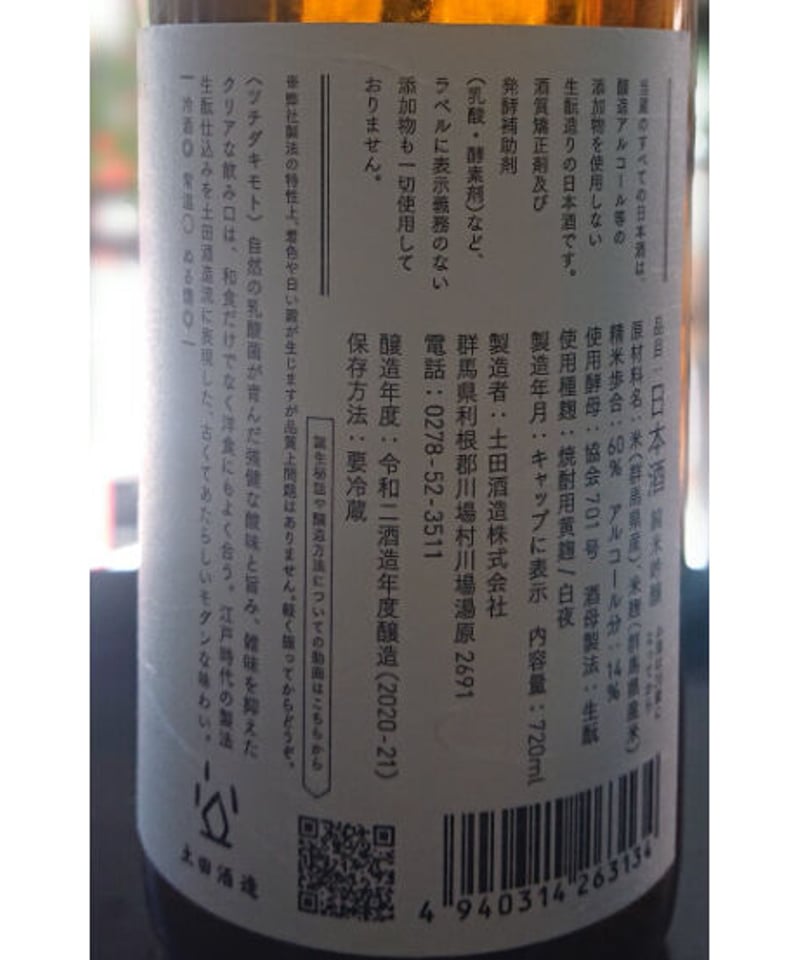 当蔵のすべての日本酒は、
醸造アルコール等の
添加物を使用しない
生酛造りの日本酒です。
酒質矯正剤及び
発酵補助剤
（乳酸・酵素剤）など、
ラベルに表示義務のない
添加物も一切使用して
おりません。
品目：日本酒 純米吟醸
お酒は20歳に
なってから
原材料名：米（群馬県産）、米麹（群馬県産米）
精米歩合：60% アルコール分：14%
使用酵母：協会701号 酒母製法：生酛
使用種麹：焼酎用黄麹/白夜
製造年月：キャップに表示 内容量：720ml
製造者：土田酒造株式会社
群馬県利根郡川場村川場湯原2691
電話：0278-52-3511
醸造年度：令和二酒造年度醸造（2020-21）
保存方法：要冷蔵
誕生秘話や醸造方法についての動画はこちらから
※弊社製法の特性上、着色や白い澱が生じますが品質上問題はありません。軽く振ってからどうぞ。
〈ツチダキモト〉自然の乳酸菌が育んだ強健な酸味と旨み、雑味を抑えた
クリアな飲み口は、和食だけでなく洋食にもよく合う。江戸時代の製法
生酛仕込みを土田酒造流に表現した、古くてあたらしいモダンな味わい。
ー冷酒◎ 常温○ ぬる燗◎ー
土田酒造
4 940314 263134